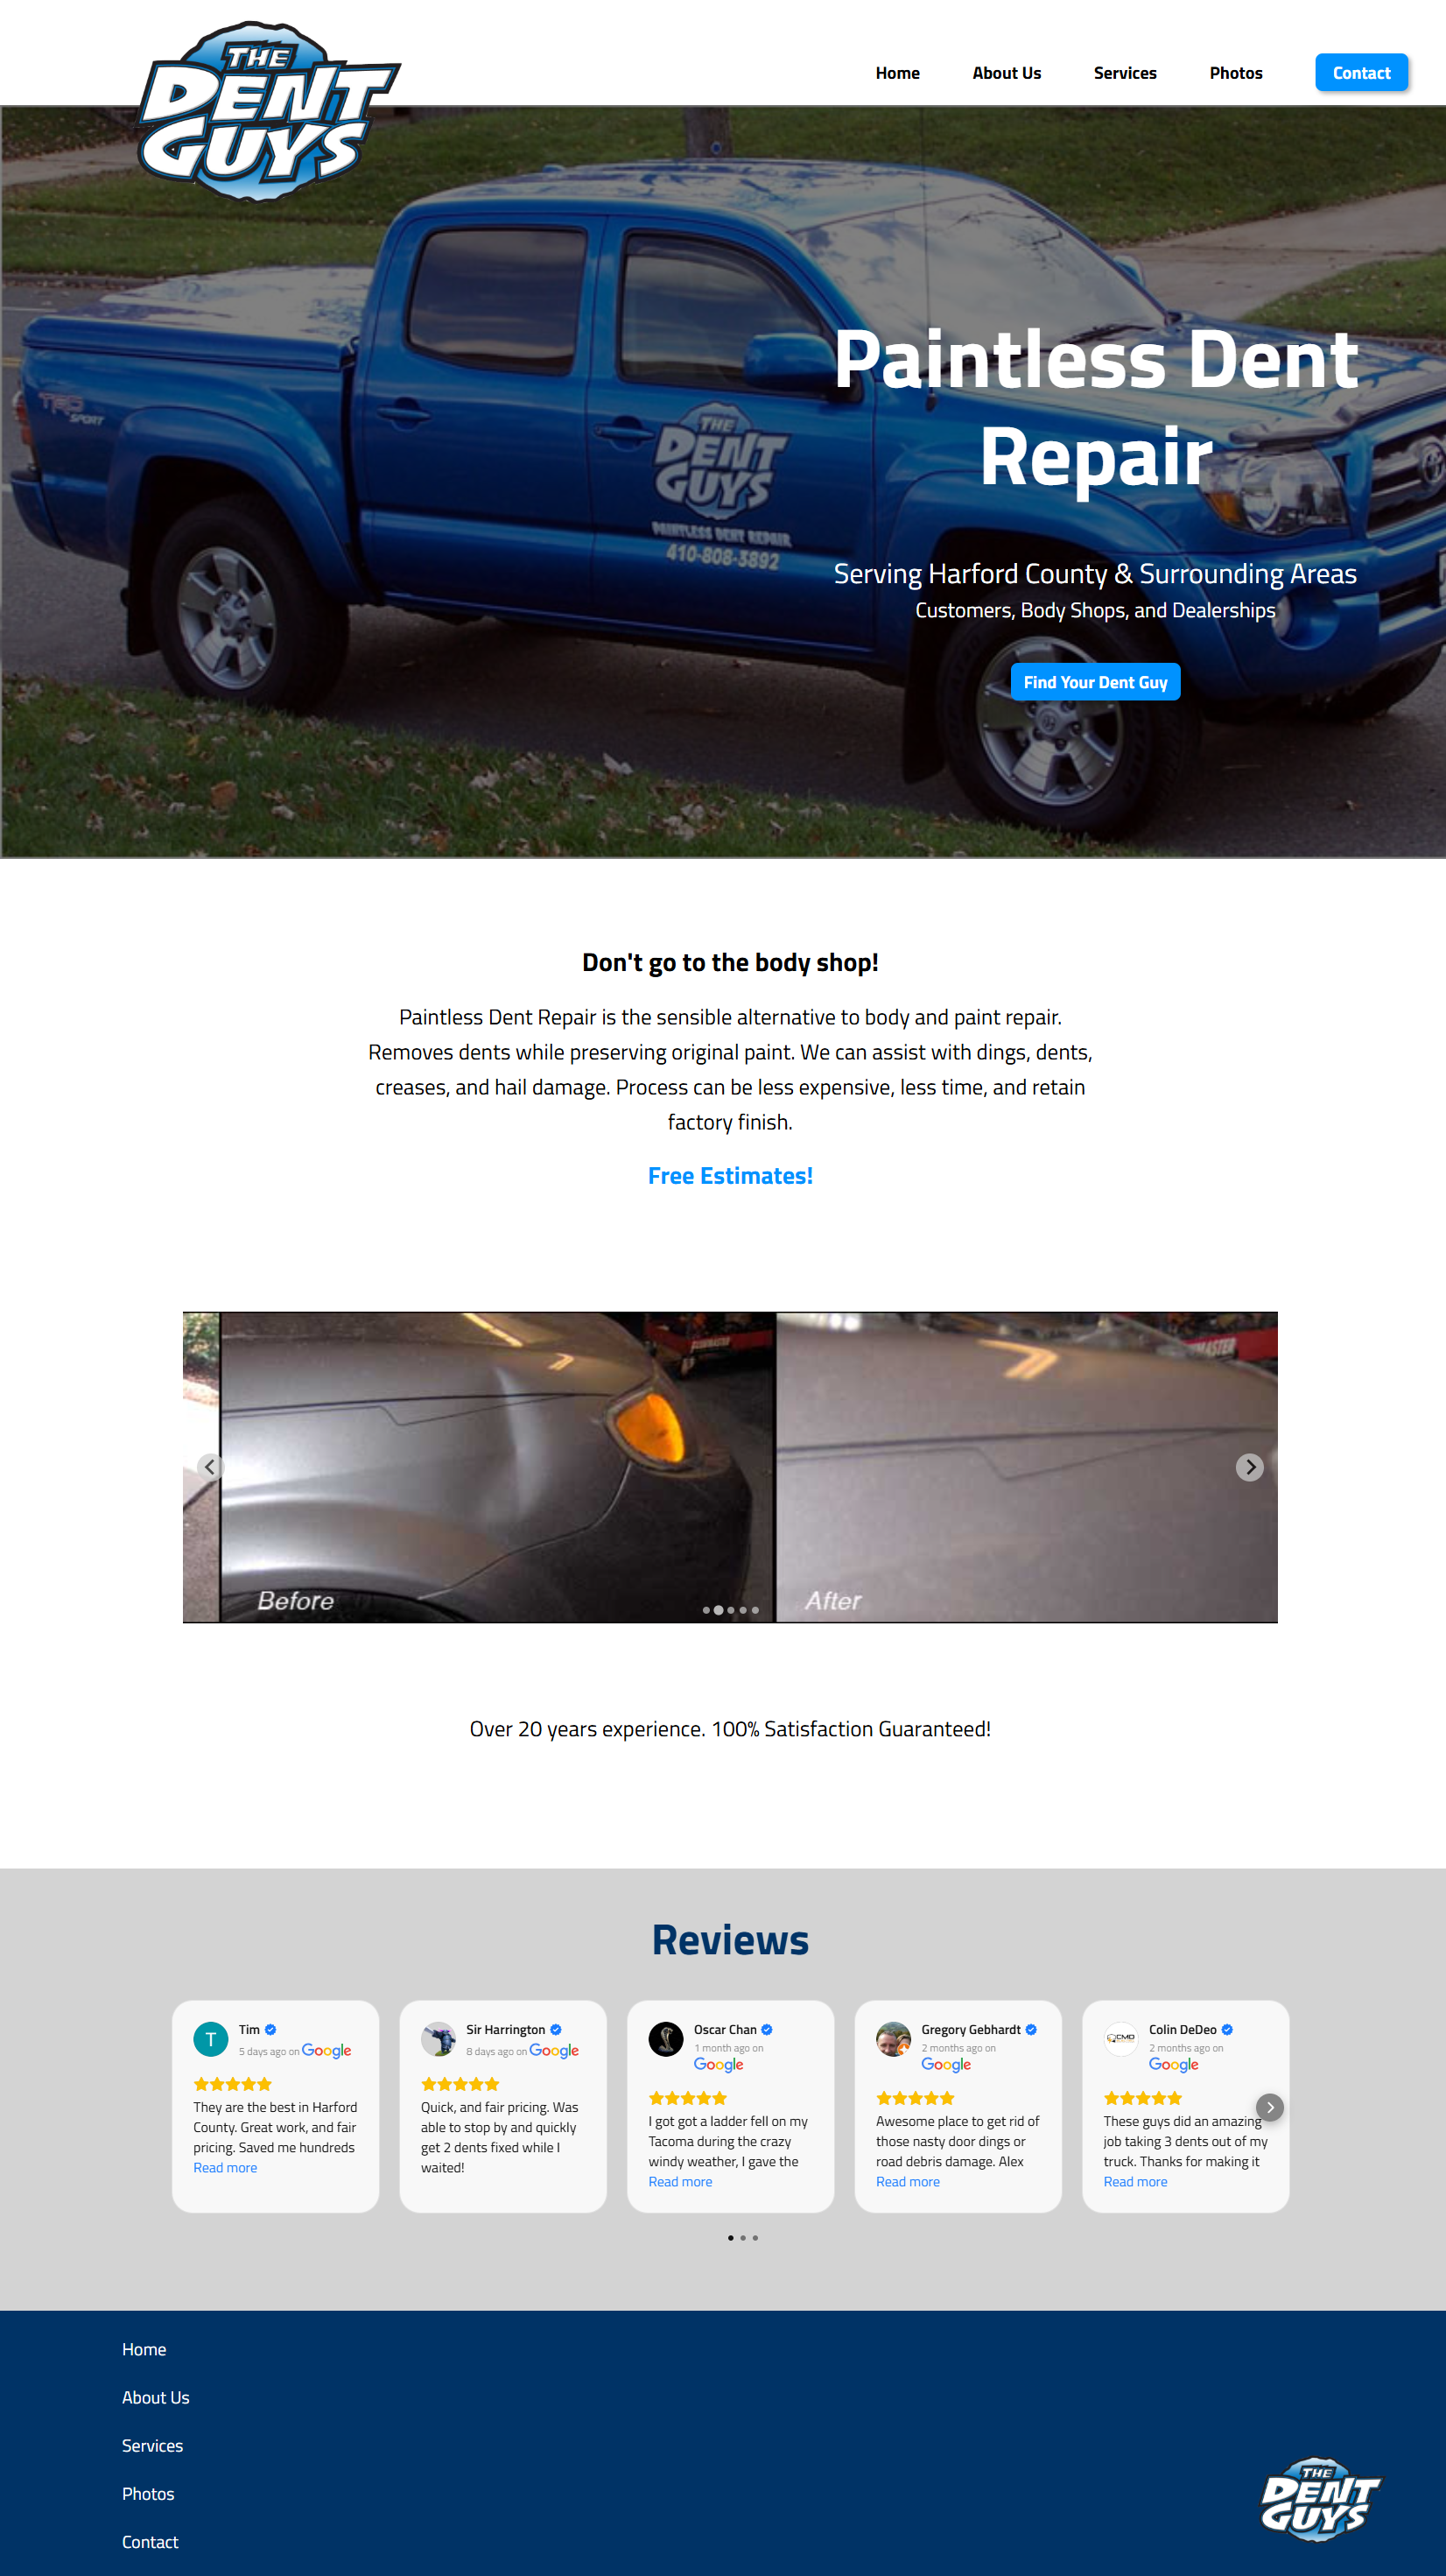 THE
DENT
GUYS
Home
About Us
Services
Photos
Contact
Paintless Dent
Repair
TRD
SPORT
THE
DENT
GUYS
PAINTLESS DENT REPAIR
410-808-3892
Serving Harford County & Surrounding Areas
Customers, Body Shops, and Dealerships
Find Your Dent Guy
Don't go to the body shop!
Paintless Dent Repair is the sensible alternative to body and paint repair.
Removes dents while preserving original paint. We can assist with dings, dents,
creases, and hail damage. Process can be less expensive, less time, and retain
factory finish.
Free Estimates!
Before
After
Over 20 years experience. 100% Satisfaction Guaranteed!
Reviews
T
Tim
5 days ago on Google
They are the best in Harford
County. Great work, and fair
pricing. Saved me hundreds
Read more
Sir Harrington
8 days ago on Google
Quick, and fair pricing. Was
able to stop by and quickly
get 2 dents fixed while I
waited!
Oscar Chan
1 month ago on
Google
I got got a ladder fell on my
Tacoma during the crazy
windy weather, I gave the
Read more
Gregory Gebhardt
2 months ago on
Google
Awesome place to get rid of
those nasty door dings or
road debris damage. Alex
Read more
CMD
Colin DeDeo
2 months ago on
Google
These guys did an amazing
job taking 3 dents out of my
truck. Thanks for making it
Read more
Home
About Us
Services
Photos
Contact
THE
DENT
GUYS